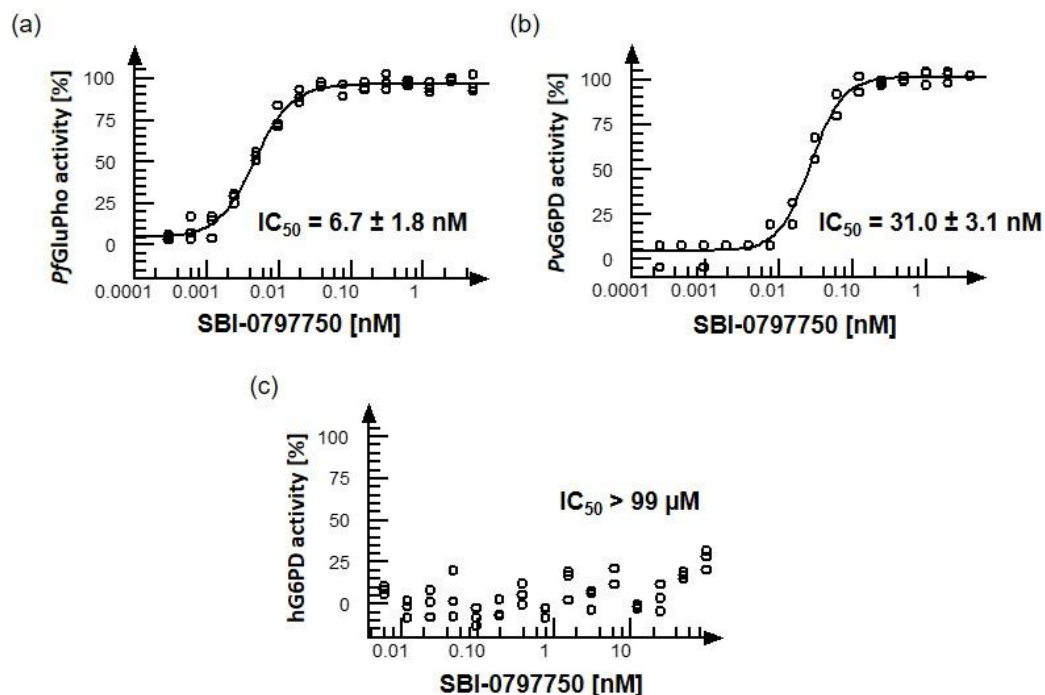 (a)
PfGluPho activity [%]
100
75
50
25
0
IC50 = 6.7 ± 1.8 nM
0.0001 0.001 0.01 0.10 1
SBI-0797750 [nM]
(b)
PvG6PD activity [%]
100
75
50
25
0
IC50 = 31.0 ± 3.1 nM
0.0001 0.001 0.01 0.10 1
SBI-0797750 [nM]
(c)
hG6PD activity [%]
100
75
50
25
0
IC50 > 99 µM
0.01 0.10 1 10
SBI-0797750 [nM]